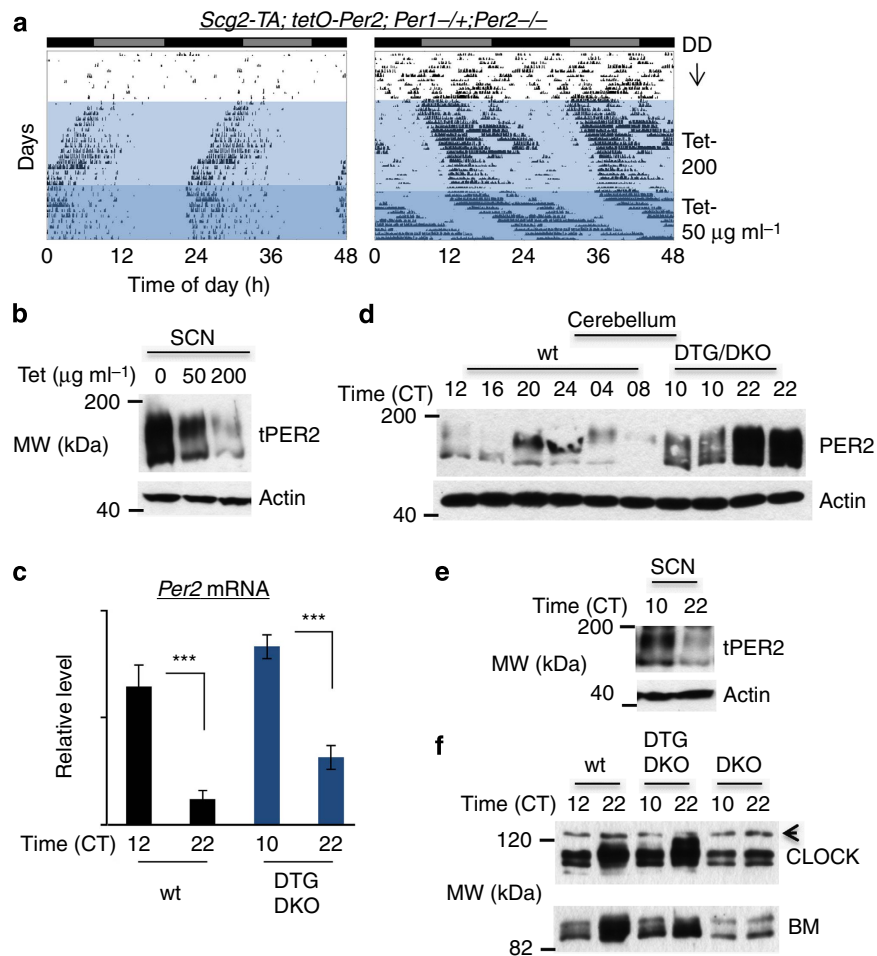 a
Scg2-TA; tetO-Per2; Per1–/+;Per2–/–
DD
Days
Tet-
200
Tet-
50 μg ml–1
0 12 24 36 48 0 12 24 36 48
Time of day (h)
b
SCN
Tet (μg ml–1) 0 50 200
200
MW (kDa)
tPER2
40
Actin
d
Cerebellum
wt DTG/DKO
Time (CT) 12 16 20 24 04 08 10 10 22 22
200
MW (kDa)
PER2
40
Actin
c
Per2 mRNA
***
***
Relative level
Time (CT) 12 22 10 22
wt
DTG
DKO
e
SCN
Time (CT) 10 22
200
MW (kDa)
tPER2
40
Actin
f
wt
DTG
DKO
DKO
Time (CT) 12 22 10 22 10 22
120
CLOCK
MW (kDa)
BM
82